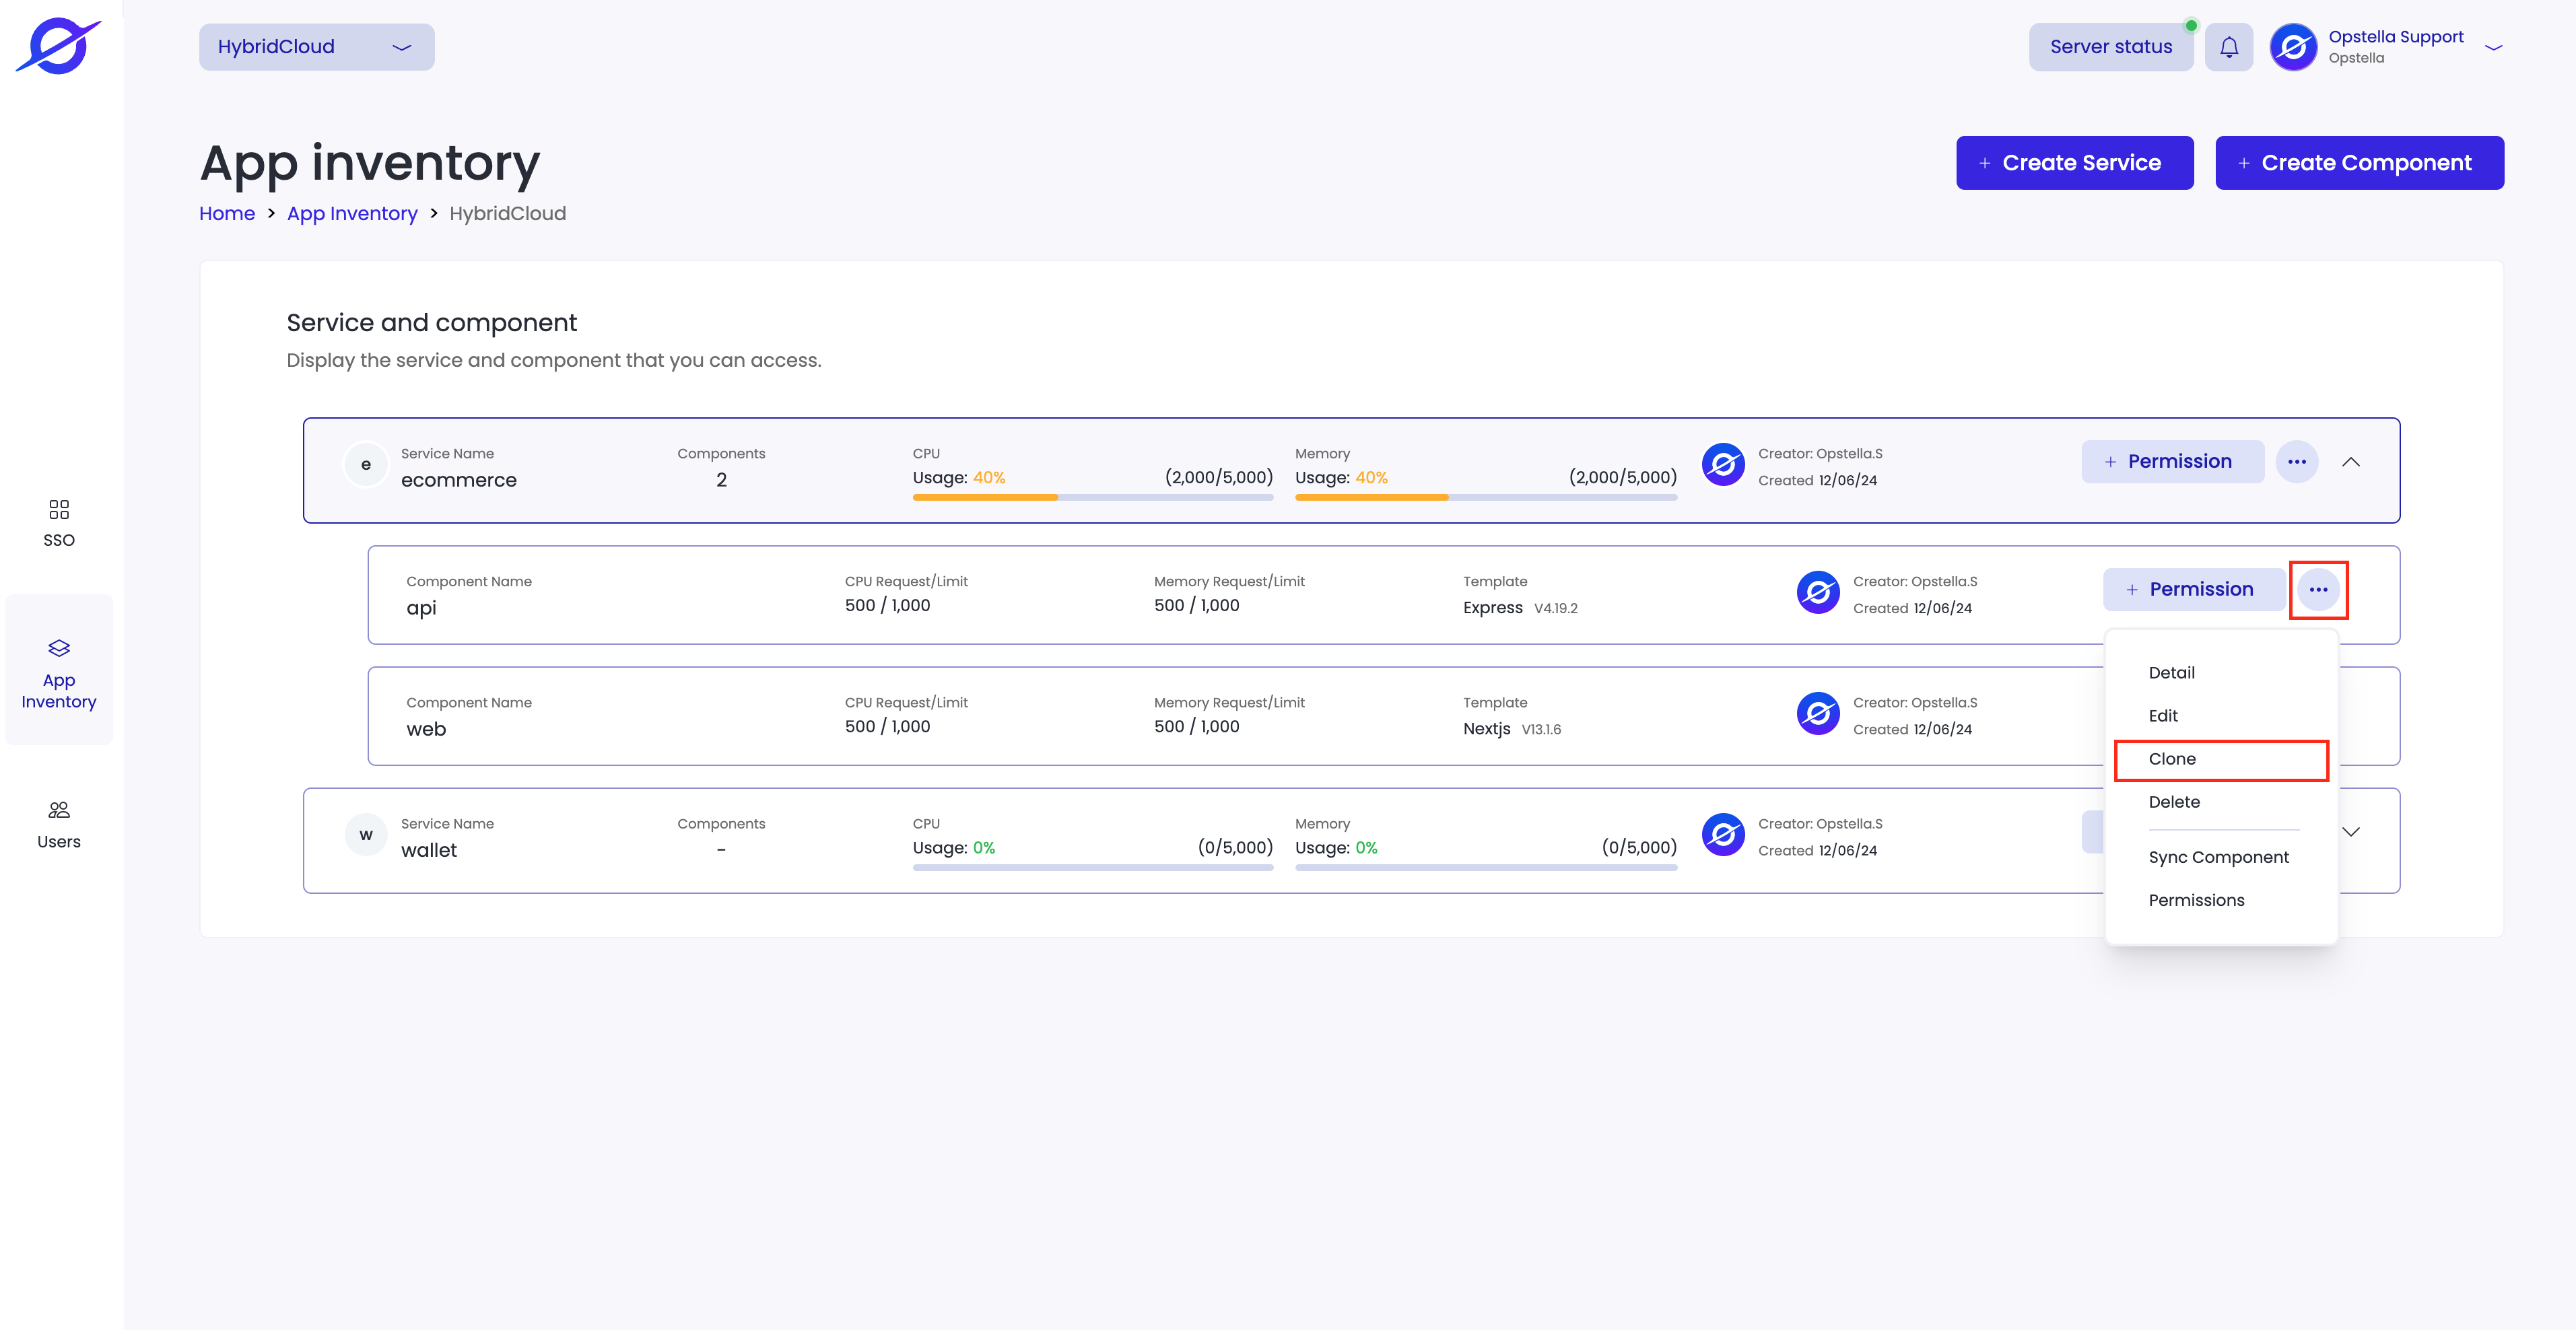 HybridCloud
Server status
Opstella Support
Opstella
App inventory
+ Create Service
+ Create Component
Home > App Inventory > HybridCloud
Service and component
Display the service and component that you can access.
SSO
App
Inventory
Users
e
Service Name
ecommerce
Components
2
CPU
Usage: 40% (2,000/5,000)
Memory
Usage: 40% (2,000/5,000)
Creator: Opstella.S
Created 12/06/24
+ Permission
Component Name
api
CPU Request/Limit
500 / 1,000
Memory Request/Limit
500 / 1,000
Template
Express V4.19.2
Creator: Opstella.S
Created 12/06/24
+ Permission
Component Name
web
CPU Request/Limit
500 / 1,000
Memory Request/Limit
500 / 1,000
Template
Nextjs V13.1.6
Creator: Opstella.S
Created 12/06/24
w
Service Name
wallet
Components
-
CPU
Usage: 0% (0/5,000)
Memory
Usage: 0% (0/5,000)
Creator: Opstella.S
Created 12/06/24
Detail
Edit
Clone
Delete
Sync Component
Permissions